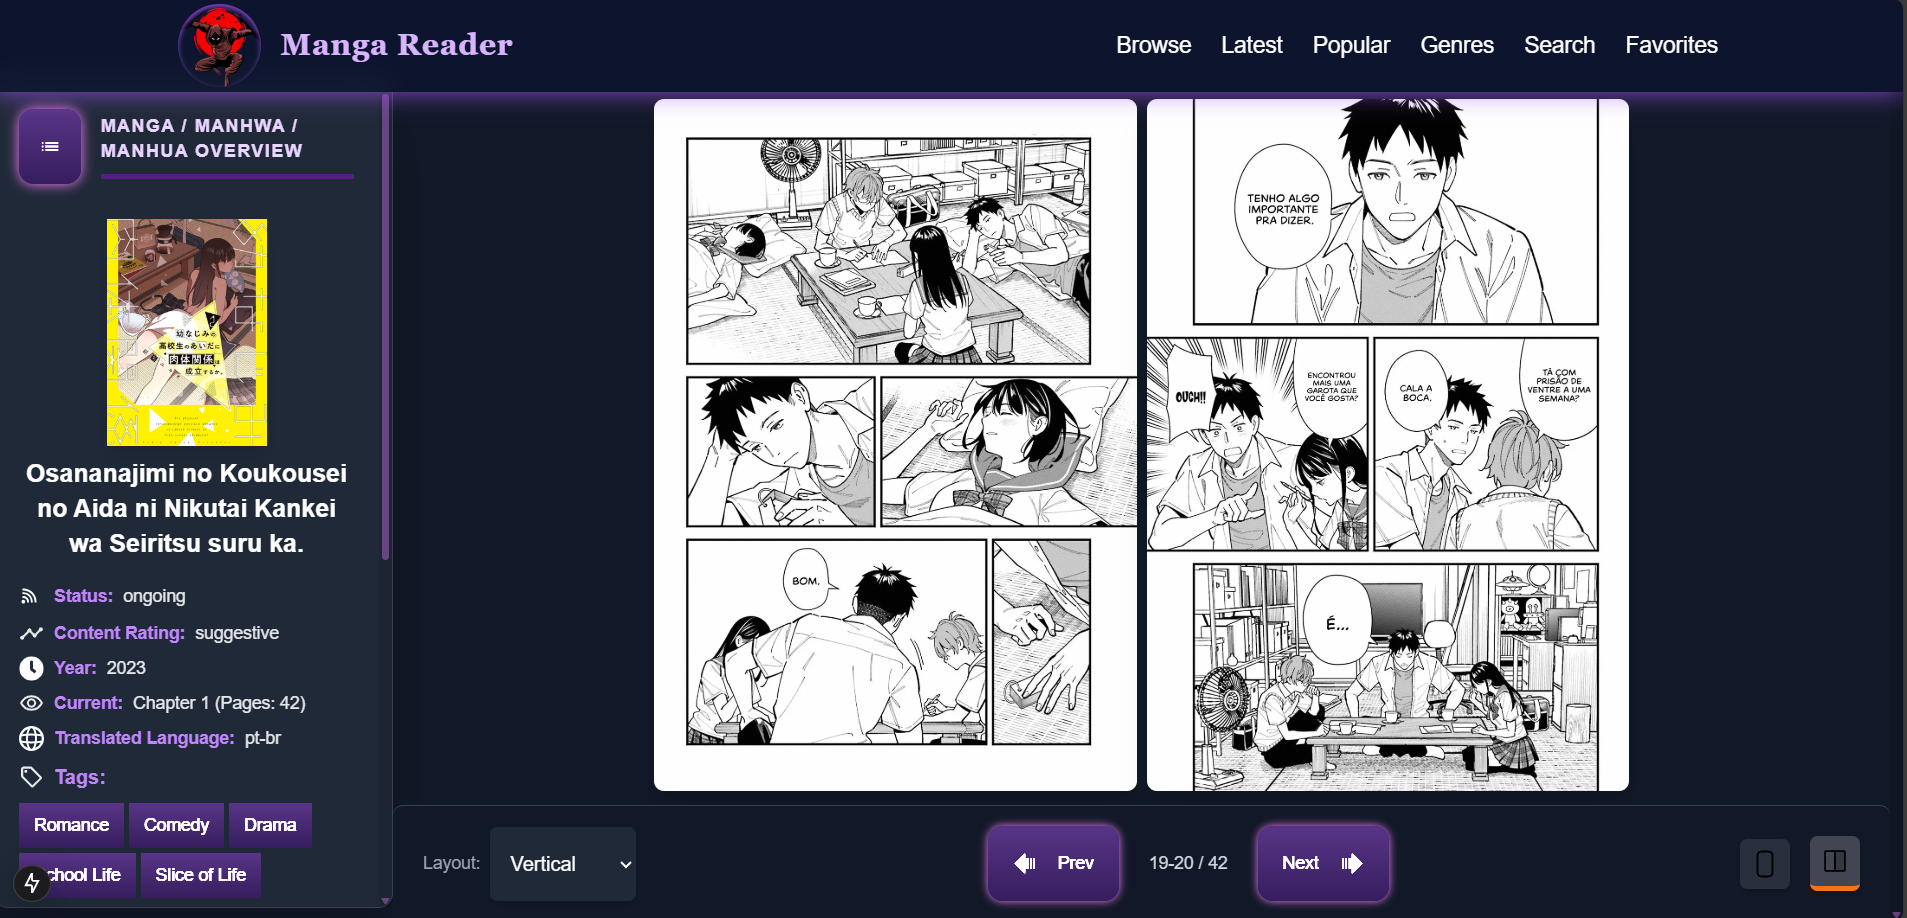 Manga Reader
Browse
Latest
Popular
Genres
Search
Favorites
MANGA / MANHWA /
MANHUA OVERVIEW
幼なじみの
高校生のあいだに
肉体関係は
成立するか。
Osananajimi no Koukousei
no Aida ni Nikutai Kankei
wa Seiritsu suru ka.
Status: ongoing
Content Rating: suggestive
Year: 2023
Current: Chapter 1 (Pages: 42)
Translated Language: pt-br
Tags:
Romance
Comedy
Drama
chool Life
Slice of Life
BOM.
TENHO ALGO
IMPORTANTE
PRA DIZER.
OUCH!!
ENCONTROU
MAIS UMA
GAROTA QUE
VOCÊ GOSTA?
CALA A
BOCA.
TÁ COM
PRISÃO DE
VENTRE A UMA
SEMANA?
É...
Layout:
Vertical
Prev
19-20 / 42
Next